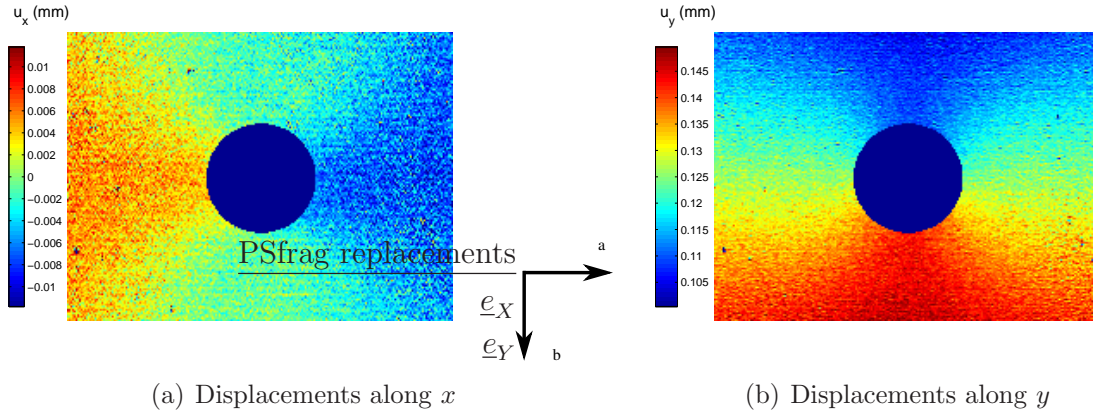 u_x (mm)
0.01
0.008
0.006
0.004
0.002
0
−0.002
−0.004
−0.006
−0.008
−0.01
u_y (mm)
0.145
0.14
0.135
0.13
0.125
0.12
0.115
0.11
0.105
PSfrag replacements
a
e_X
e_Y
b
(a) Displacements along x
(b) Displacements along y